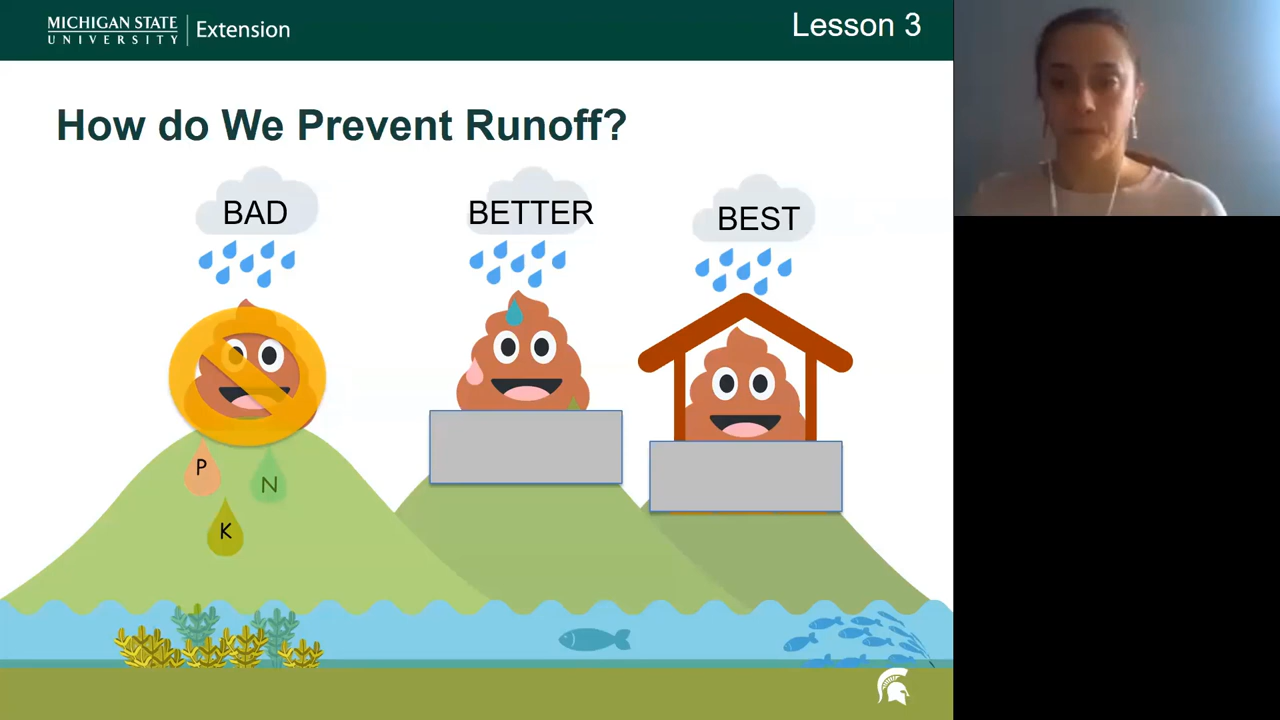 MICHIGAN STATE
UNIVERSITY
Extension
Lesson 3
How do We Prevent Runoff?
BAD
BETTER
BEST
P
N
K